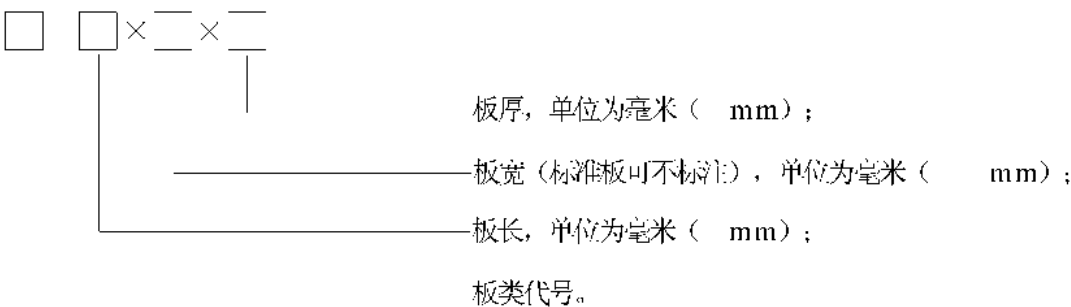 □ □×□×□
板厚，单位为毫米（ mm）；
板宽（标准板可不标注），单位为毫米（ mm）；
板长，单位为毫米（ mm）；
板类代号。